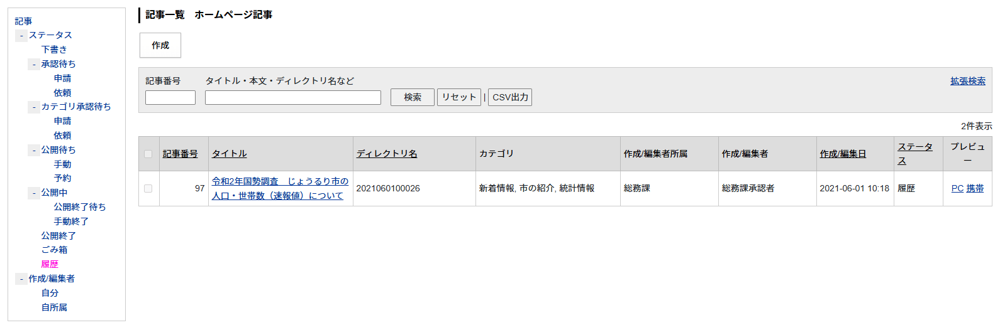 記事
- ステータス
下書き
- 承認待ち
申請
依頼
- カテゴリ承認待ち
申請
依頼
- 公開待ち
手動
予約
- 公開中
公開終了待ち
手動終了
公開終了
ごみ箱
履歴
- 作成/編集者
自分
自所属
記事一覧　ホームページ記事
作成
記事番号 タイトル・本文・ディレクトリ名など 拡張検索
検索 リセット | CSV出力
2件表示
記事番号 タイトル ディレクトリ名 カテゴリ 作成/編集者所属 作成/編集者 作成/編集日 ステータ
ス プレビュ
ー
97 令和2年国勢調査　じょうるり市の
人口・世帯数（速報値）について 2021060100026 新着情報, 市の紹介, 統計情報 総務課 総務課承認者 2021-06-01 10:18 履歴 PC 携帯